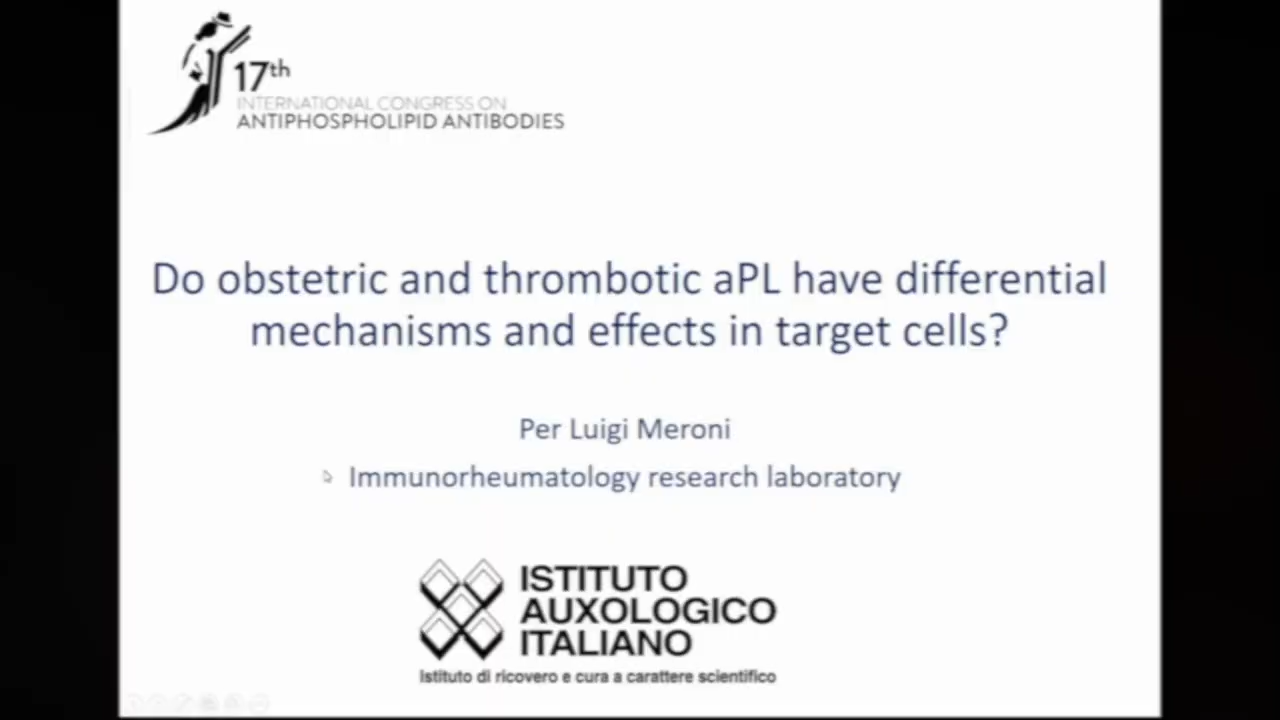 17th
INTERNATIONAL CONGRESS ON
ANTIPHOSPHOLIPID ANTIBODIES
Do obstetric and thrombotic aPL have differential
mechanisms and effects in target cells?
Per Luigi Meroni
Immunorheumatology research laboratory
ISTITUTO
AUXOLOGICO
ITALIANO
Istituto di ricovero e cura a carattere scientifico